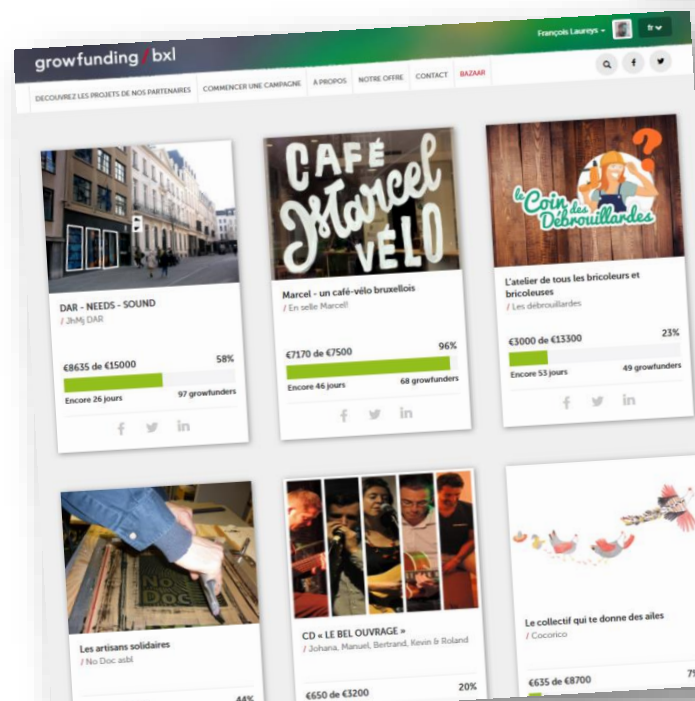 growfunding / bxl
François Laureys
fr
DECOUVREZ LES PROJETS DE NOS PARTENAIRES
COMMENCER UNE CAMPAGNE
À PROPOS
NOTRE OFFRE
CONTACT
BAZAAR
CAFÉ
Marcel
VÉLO
?
le Coin des
Débrouillardes
DAR - NEEDS - SOUND
/ JhMj DAR
€8635 de €15000
58%
Encore 26 jours
97 growfunders
Marcel - un café-vélo bruxellois
/ En selle Marcel!
€7170 de €7500
96%
Encore 46 jours
68 growfunders
L'atelier de tous les bricoleurs et
bricoleuses
/ Les débrouillardes
€3000 de €13300
23%
Encore 53 jours
49 growfunders
No
Doc
Les artisans solidaires
/ No Doc asbl
44%
CD « LE BEL OUVRAGE »
/ Johana, Manuel, Bertrand, Kevin & Roland
€650 de €3200
20%
Le collectif qui te donne des ailes
/ Cocorico
€635 de €8700